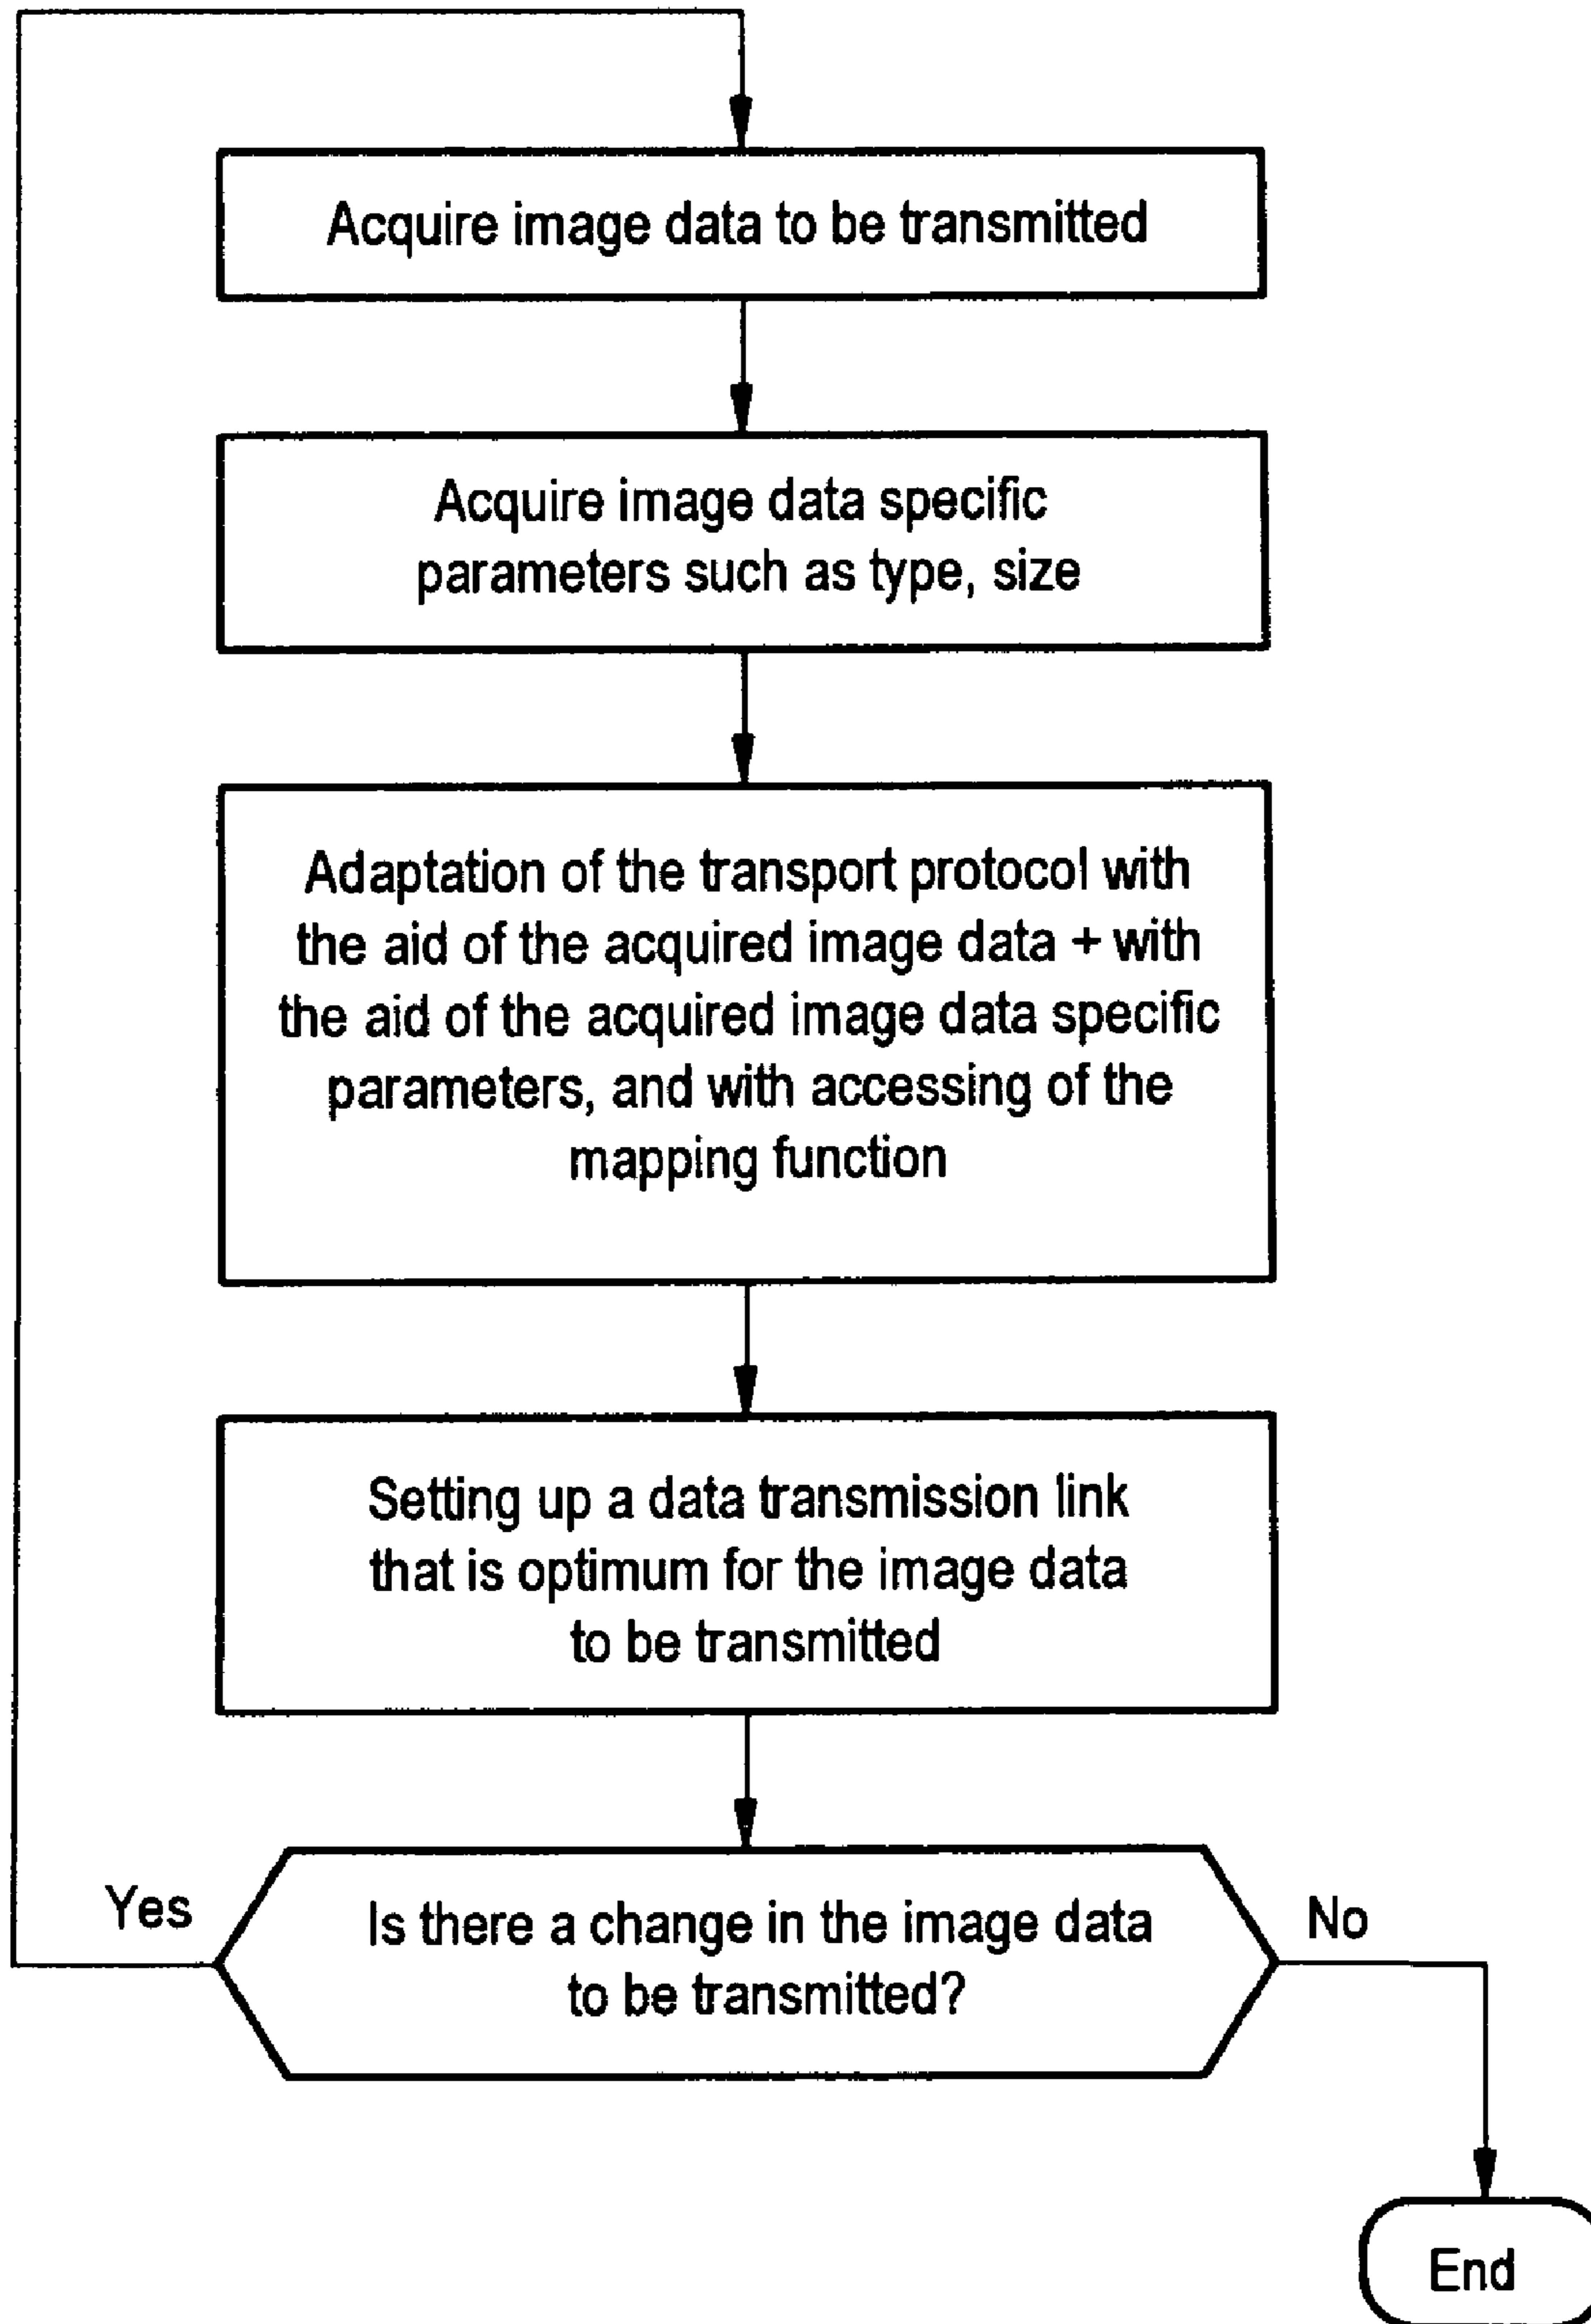 Acquire image data to be transmitted
Acquire image data specific
parameters such as type, size
Adaptation of the transport protocol with
the aid of the acquired image data + with
the aid of the acquired image data specific
parameters, and with accessing of the
mapping function
Setting up a data transmission link
that is optimum for the image data
to be transmitted
Yes
Is there a change in the image data
to be transmitted?
No
End